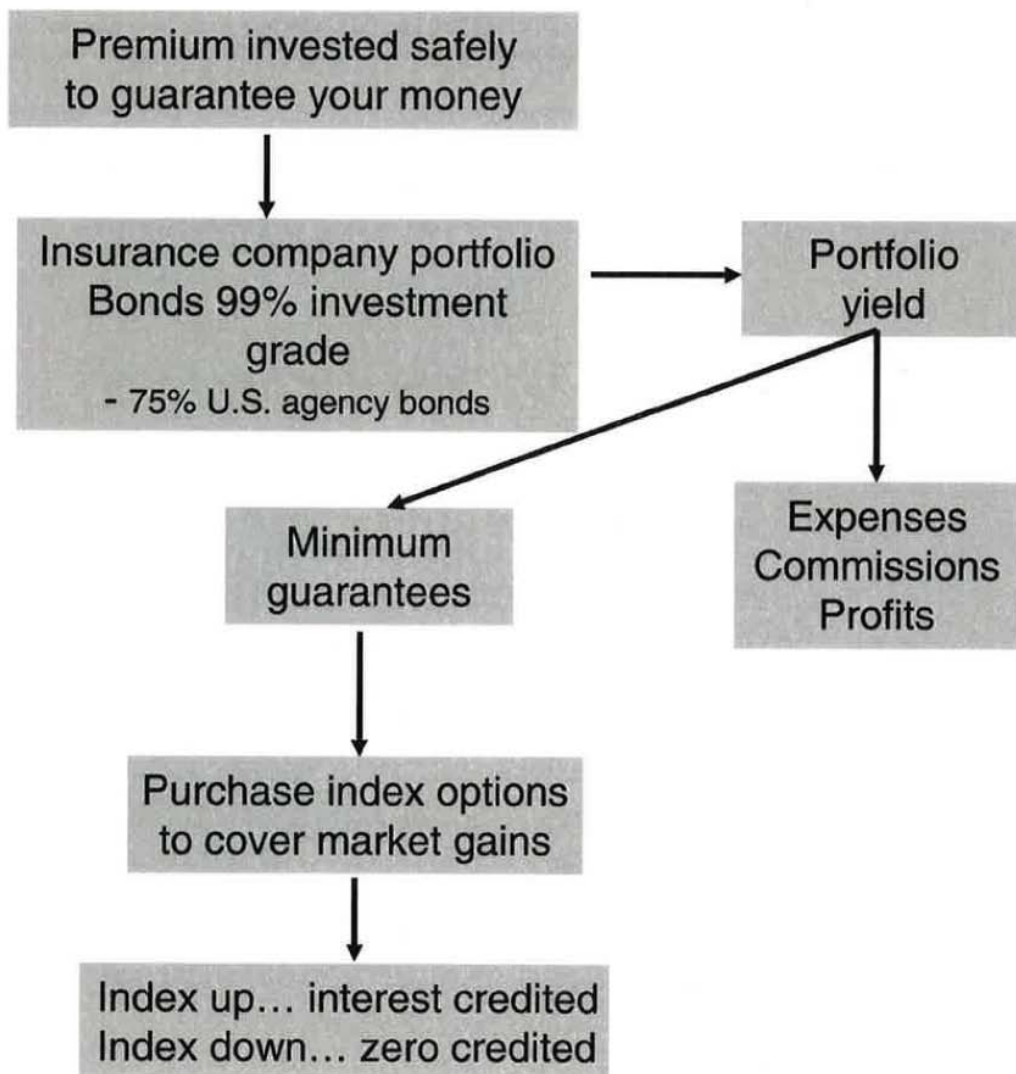 Premium invested safely
to guarantee your money
Insurance company portfolio
Bonds 99% investment
grade
- 75% U.S. agency bonds
Portfolio
yield
Minimum
guarantees
Expenses
Commissions
Profits
Purchase index options
to cover market gains
Index up… interest credited
Index down… zero credited